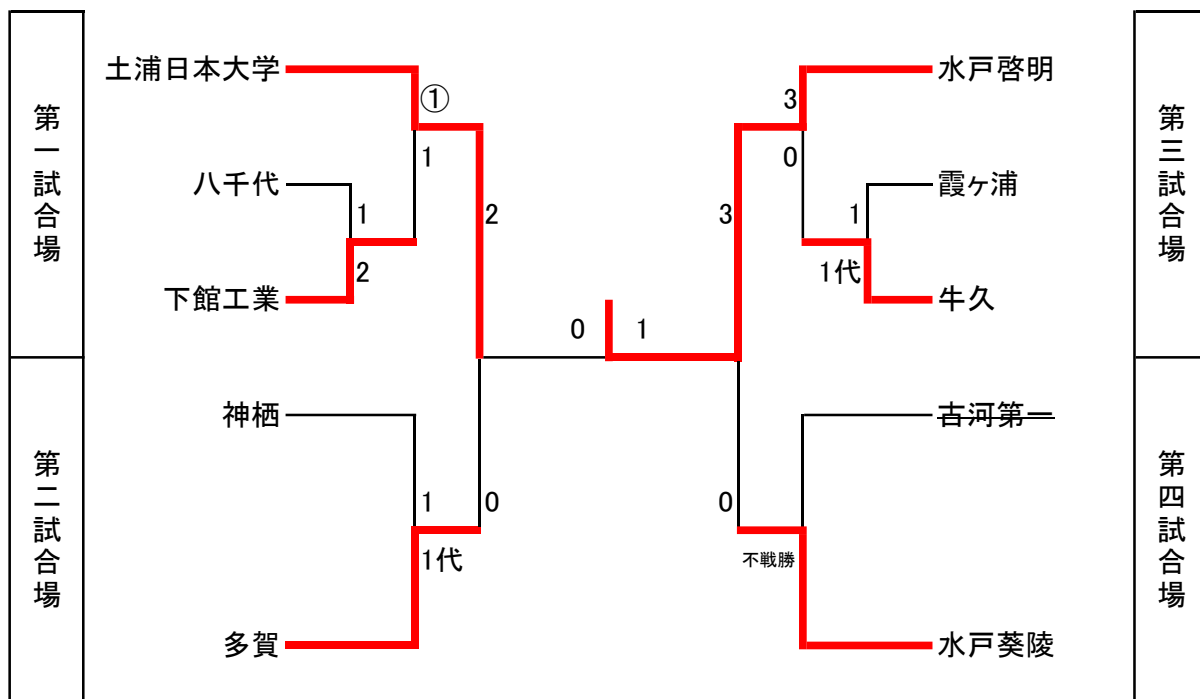 第一試合場
土浦日本大学
①
1
八千代
1
2
下館工業
2
第二試合場
神栖
1
1代
多賀
0
0
1
第三試合場
水戸啓明
3
0
霞ヶ浦
1
1代
牛久
3
第四試合場
古河第一
不戦勝
水戸葵陵
0